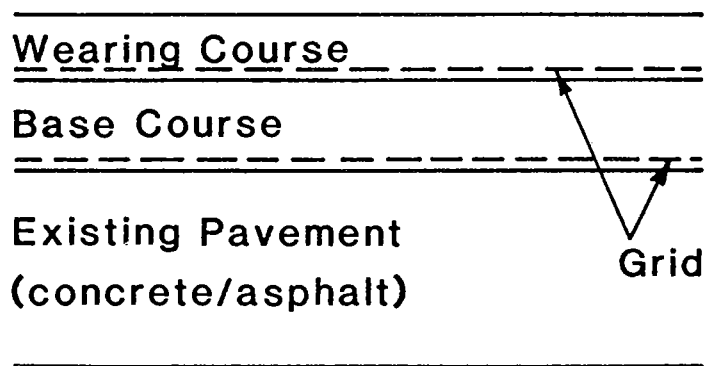 Wearing Course
Base Course
Existing Pavement
(concrete/asphalt)
Grid